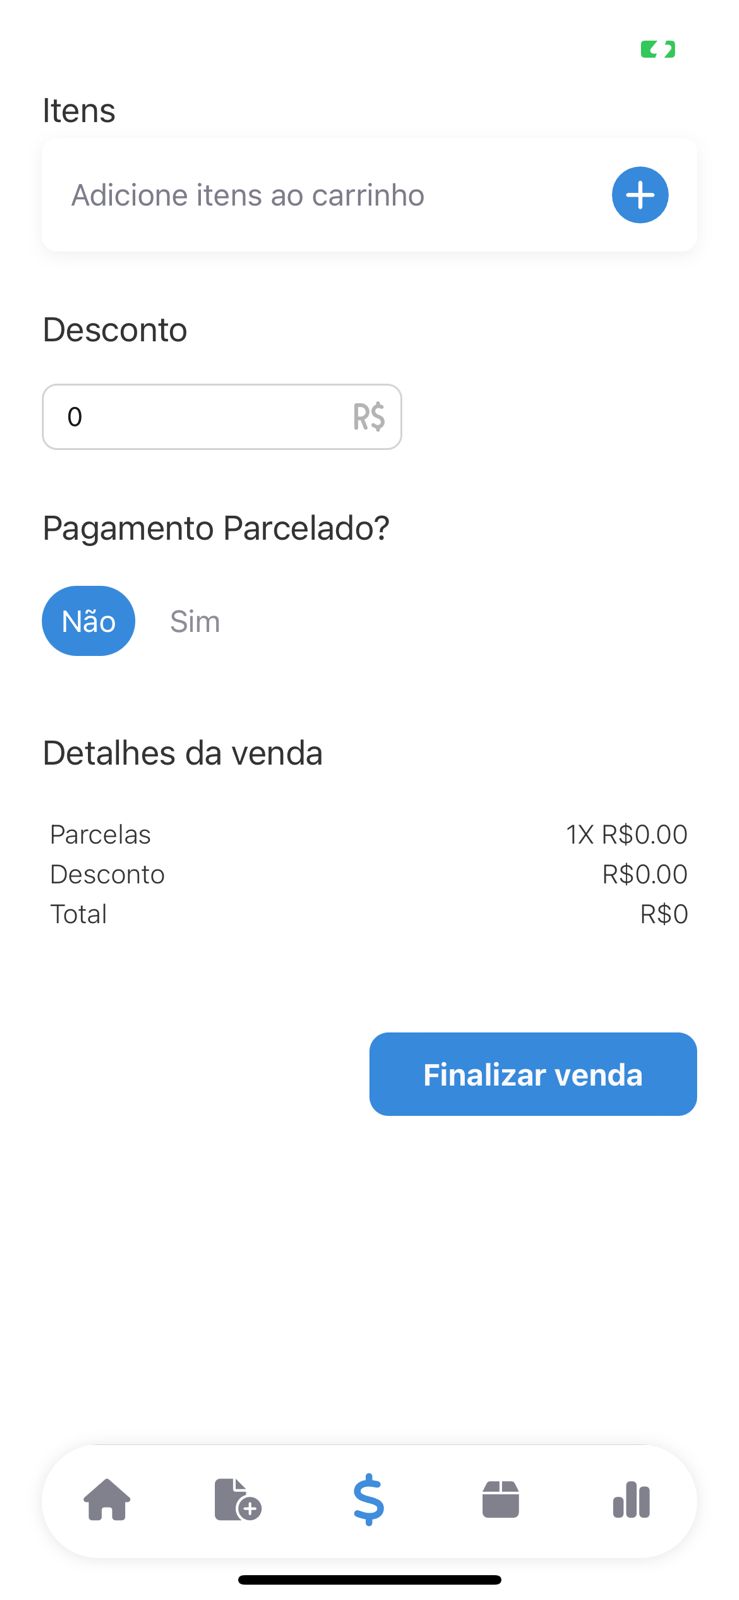 Itens
Adicione itens ao carrinho
Desconto
0 R$
Pagamento Parcelado?
Não Sim
Detalhes da venda
Parcelas 1X R$0.00
Desconto R$0.00
Total R$0
Finalizar venda